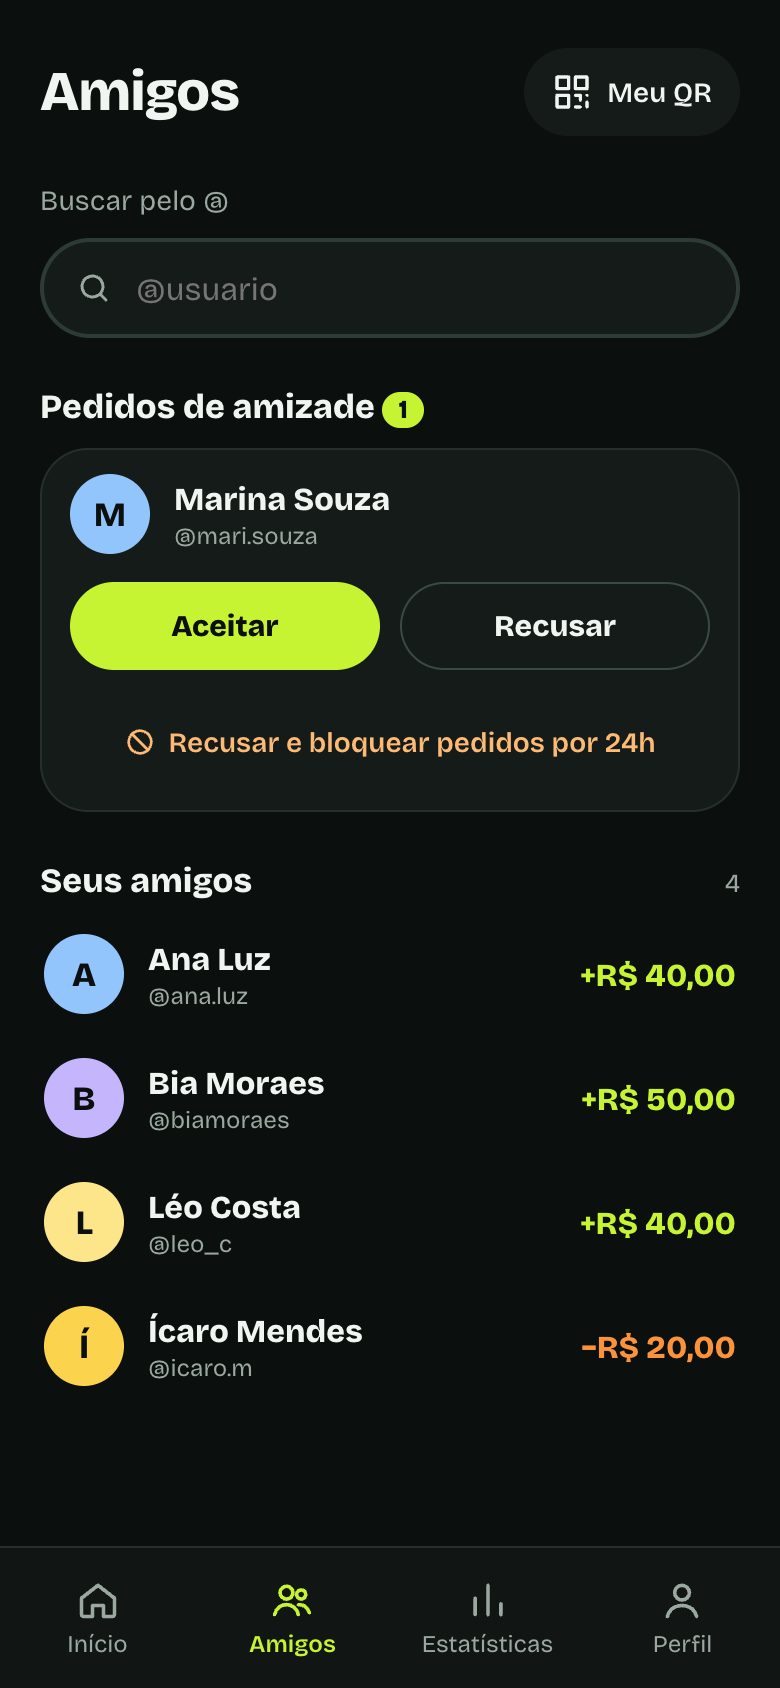 Amigos
Meu QR
Buscar pelo @
@usuario
Pedidos de amizade 1
M
Marina Souza
@mari.souza
Aceitar
Recusar
Recusar e bloquear pedidos por 24h
Seus amigos
4
A
Ana Luz
@ana.luz
+R$ 40,00
B
Bia Moraes
@biamoraes
+R$ 50,00
L
Léo Costa
@leo_c
+R$ 40,00
Í
Ícaro Mendes
@icaro.m
−R$ 20,00
Início
Amigos
Estatísticas
Perfil